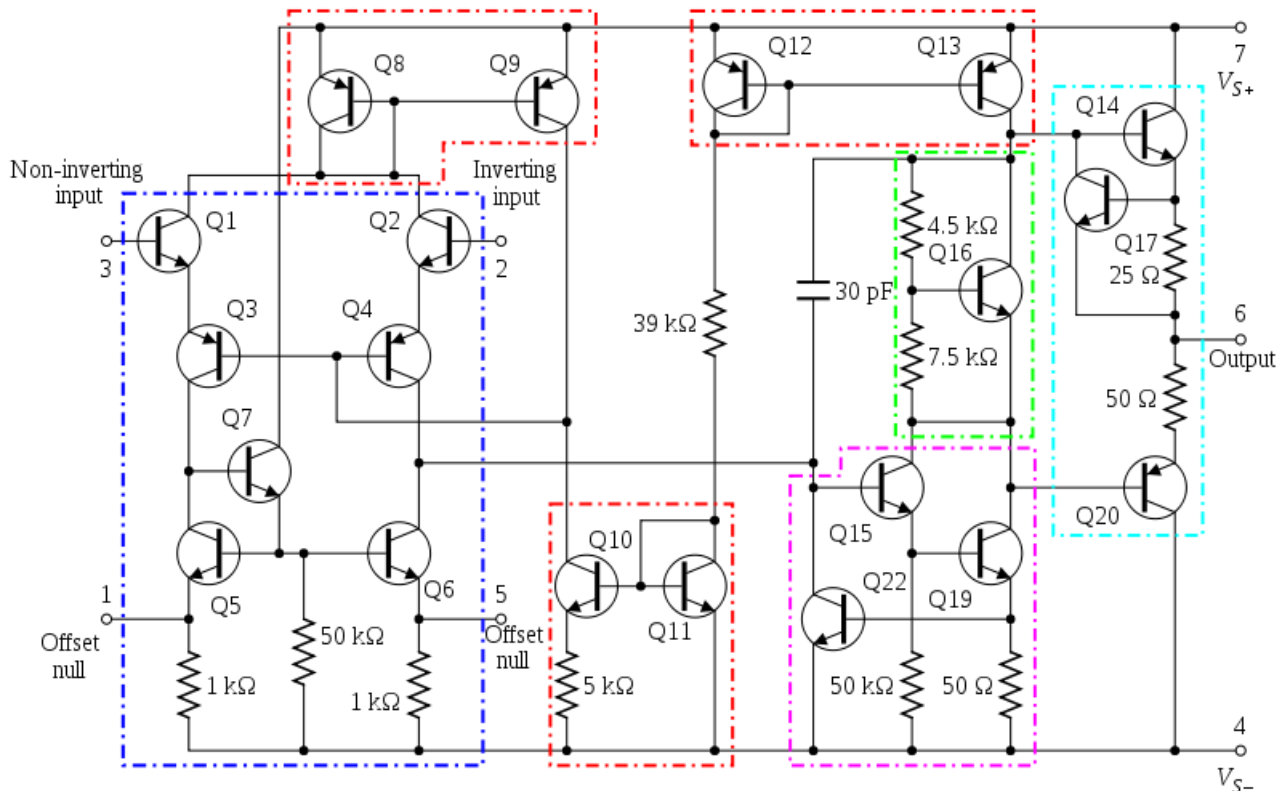 Q8
Q9
Q12
Q13
7
V_S+
Q14
Non-inverting
input
Inverting
input
Q1
Q2
3
2
4.5 kΩ
Q16
Q17
25 Ω
30 pF
6
Output
Q3
Q4
39 kΩ
7.5 kΩ
50 Ω
Q7
Q15
Q20
Q10
Q22
Q19
1
Q5
Q6
5
Offset
null
50 kΩ
Offset
null
Q11
1 kΩ
1 kΩ
5 kΩ
50 kΩ
50 Ω
4
V_S−